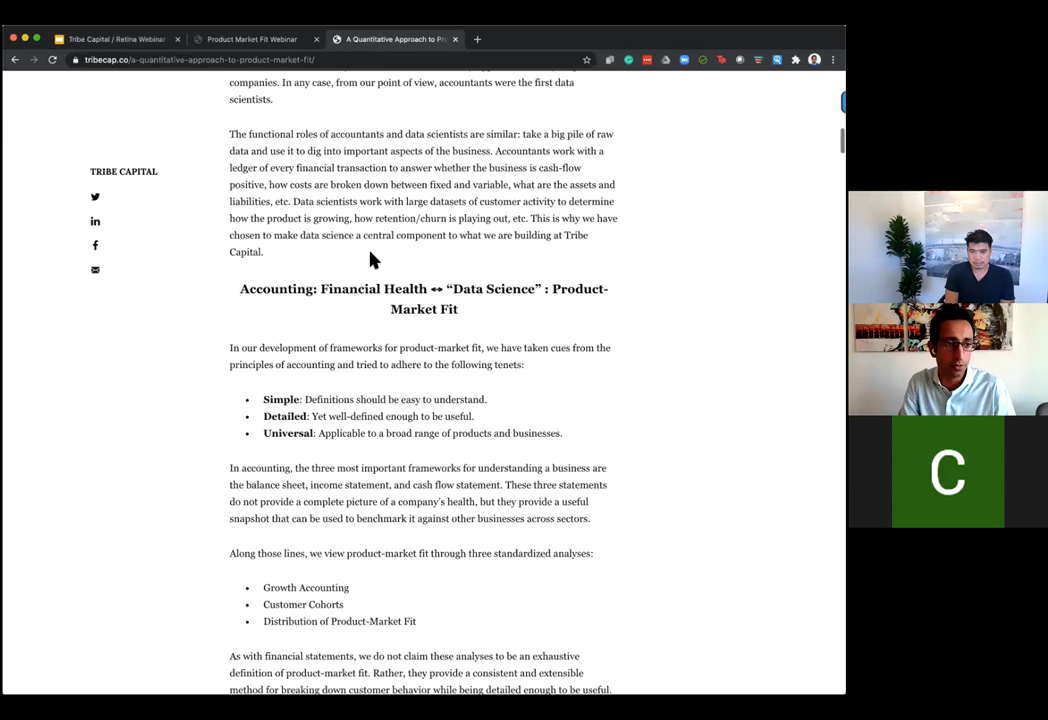 Tribe Capital / Retina Webinar
Product Market Fit Webinar
A Quantitative Approach to Pro
tribecap.co/a-quantitative-approach-to-product-market-fit/
companies. In any case, from our point of view, accountants were the first data
scientists.
The functional roles of accountants and data scientists are similar: take a big pile of raw
data and use it to dig into important aspects of the business. Accountants work with a
ledger of every financial transaction to answer whether the business is cash-flow
positive, how costs are broken down between fixed and variable, what are the assets and
liabilities, etc. Data scientists work with large datasets of customer activity to determine
how the product is growing, how retention/churn is playing out, etc. This is why we have
chosen to make data science a central component to what we are building at Tribe
Capital.
TRIBE CAPITAL
Accounting: Financial Health ↔ “Data Science” : Product-
Market Fit
In our development of frameworks for product-market fit, we have taken cues from the
principles of accounting and tried to adhere to the following tenets:
• Simple: Definitions should be easy to understand.
• Detailed: Yet well-defined enough to be useful.
• Universal: Applicable to a broad range of products and businesses.
In accounting, the three most important frameworks for understanding a business are
the balance sheet, income statement, and cash flow statement. These three statements
do not provide a complete picture of a company’s health, but they provide a useful
snapshot that can be used to benchmark it against other businesses across sectors.
Along those lines, we view product-market fit through three standardized analyses:
• Growth Accounting
• Customer Cohorts
• Distribution of Product-Market Fit
As with financial statements, we do not claim these analyses to be an exhaustive
definition of product-market fit. Rather, they provide a consistent and extensible
method for breaking down customer behavior while being detailed enough to be useful.
C